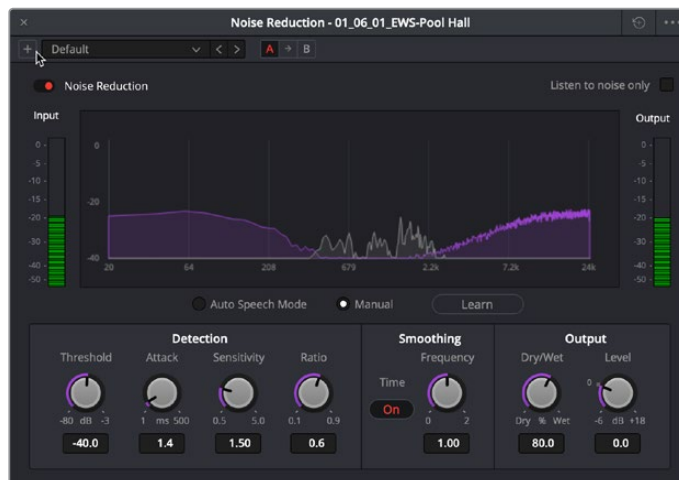 Noise Reduction - 01_06_01_EWS-Pool Hall
Default
A
B
Noise Reduction
Listen to noise only
Input
Output
0
-5
-10
-15
-20
-30
-40
-50
0
-20
-40
20
64
208
679
2.2k
7.2k
24k
0
-5
-10
-15
-20
-30
-40
-50
Auto Speech Mode
Manual
Learn
Detection
Threshold
Attack
Sensitivity
Ratio
-80 dB -3
1 ms 500
0.5 5.0
0.1 0.9
-40.0
1.4
1.50
0.6
Smoothing
Frequency
Time
On
0 2
1.00
Output
Dry/Wet
Level
0
Dry % Wet
-6 dB +18
80.0
0.0